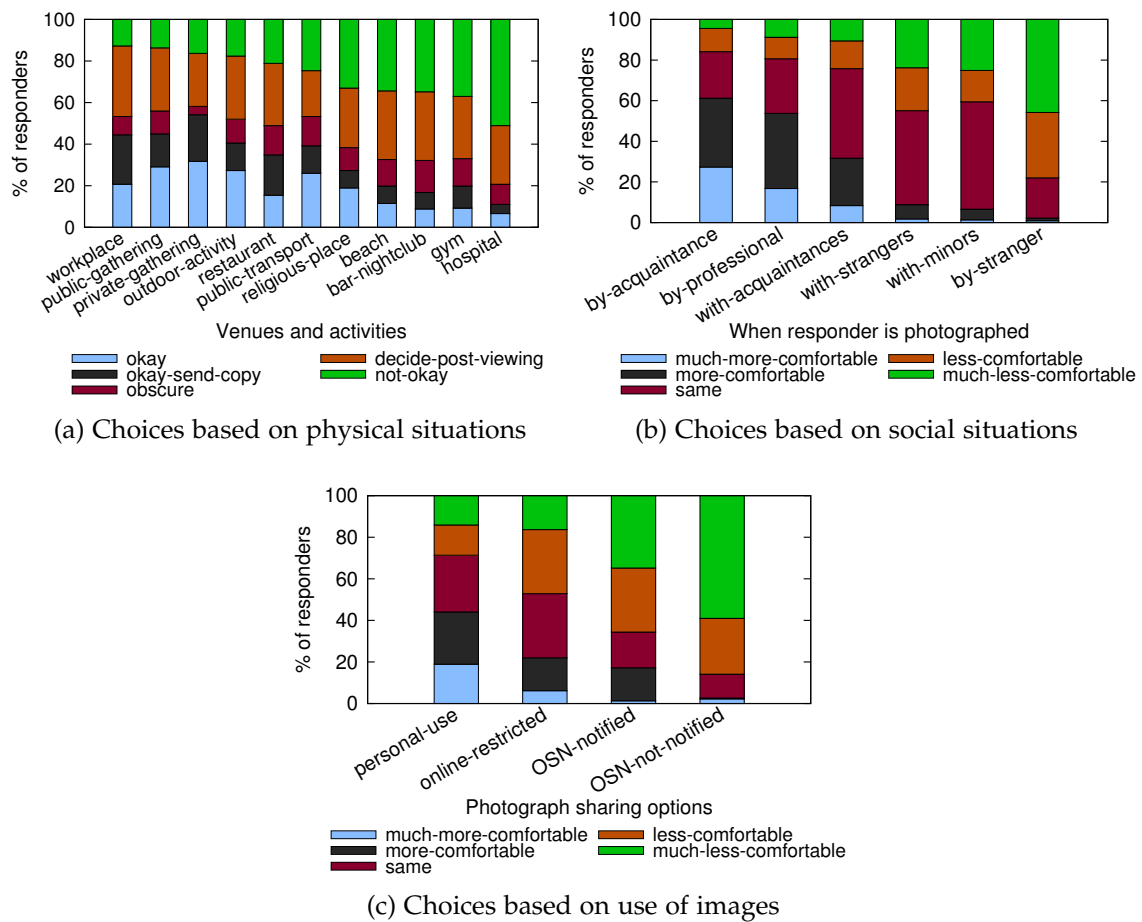 100
80
60
40
20
0
% of responders
workplace
public-gathering
private-gathering
outdoor-activity
restaurant
public-transport
religious-place
beach
bar-nightclub
gym
hospital
Venues and activities
okay
okay-send-copy
obscure
decide-post-viewing
not-okay
(a) Choices based on physical situations
100
80
60
40
20
0
% of responders
by-acquaintance
by-professional
with-acquaintances
with-strangers
with-minors
by-stranger
When responder is photographed
much-more-comfortable
more-comfortable
same
less-comfortable
much-less-comfortable
(b) Choices based on social situations
100
80
60
40
20
0
% of responders
personal-use
online-restricted
OSN-notified
OSN-not-notified
Photograph sharing options
much-more-comfortable
more-comfortable
same
less-comfortable
much-less-comfortable
(c) Choices based on use of images